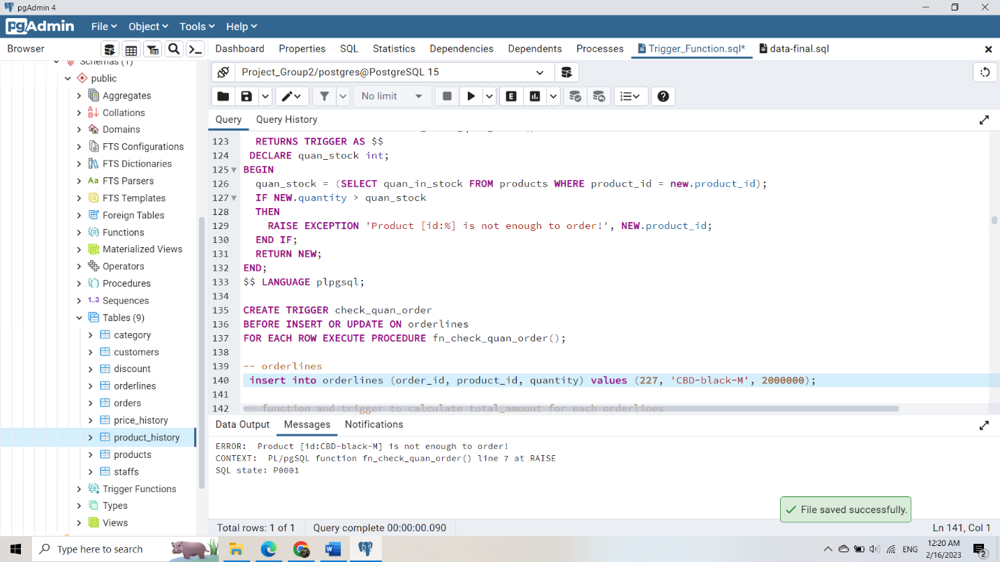 pgAdmin 4
pgAdmin File Object Tools Help
Browser
Dashboard Properties SQL Statistics Dependencies Dependents Processes Trigger_Function.sql* data-final.sql
Schemas (1)
public
Aggregates
Collations
Domains
FTS Configurations
FTS Dictionaries
Aa FTS Parsers
FTS Templates
Foreign Tables
Functions
Materialized Views
Operators
Procedures
1..3 Sequences
Tables (9)
category
customers
discount
orderlines
orders
price_history
product_history
products
staffs
Trigger Functions
Types
Views
Project_Group2/postgres@PostgreSQL 15
No limit
E
Query Query History
123 RETURNS TRIGGER AS $$
124 DECLARE quan_stock int;
125 BEGIN
126 quan_stock = (SELECT quan_in_stock FROM products WHERE product_id = new.product_id);
127 IF NEW.quantity > quan_stock
128 THEN
129 RAISE EXCEPTION 'Product [id:%] is not enough to order!', NEW.product_id;
130 END IF;
131 RETURN NEW;
132 END;
133 $$ LANGUAGE plpgsql;
134
135 CREATE TRIGGER check_quan_order
136 BEFORE INSERT OR UPDATE ON orderlines
137 FOR EACH ROW EXECUTE PROCEDURE fn_check_quan_order();
138
139 -- orderlines
140 insert into orderlines (order_id, product_id, quantity) values (227, 'CBD-black-M', 2000000);
141
142 -- function and trigger to calculate total_amount for each orderlines
Data Output Messages Notifications
ERROR: Product [id:CBD-black-M] is not enough to order!
CONTEXT: PL/pgSQL function fn_check_quan_order() line 7 at RAISE
SQL state: P0001
File saved successfully.
Total rows: 1 of 1 Query complete 00:00:00.090 Ln 141, Col 1
Type here to search
ENG
12:20 AM
2/16/2023
2